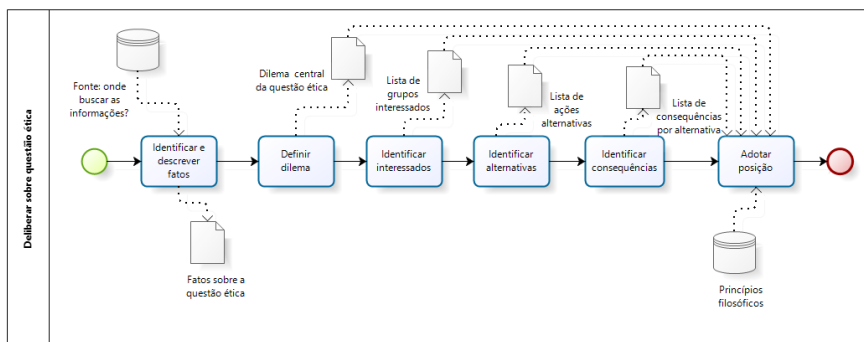 Deliberar sobre questão ética
Fonte: onde
buscar as
informações?
Dilema central
da questão ética
Lista de
grupos
interessados
Lista de
ações
alternativas
Lista de
consequências
por alternativa
Identificar e
descrever
fatos
Definir
dilema
Identificar
interessados
Identificar
alternativas
Identificar
consequências
Adotar
posição
Fatos sobre a
questão ética
Princípios
filosóficos